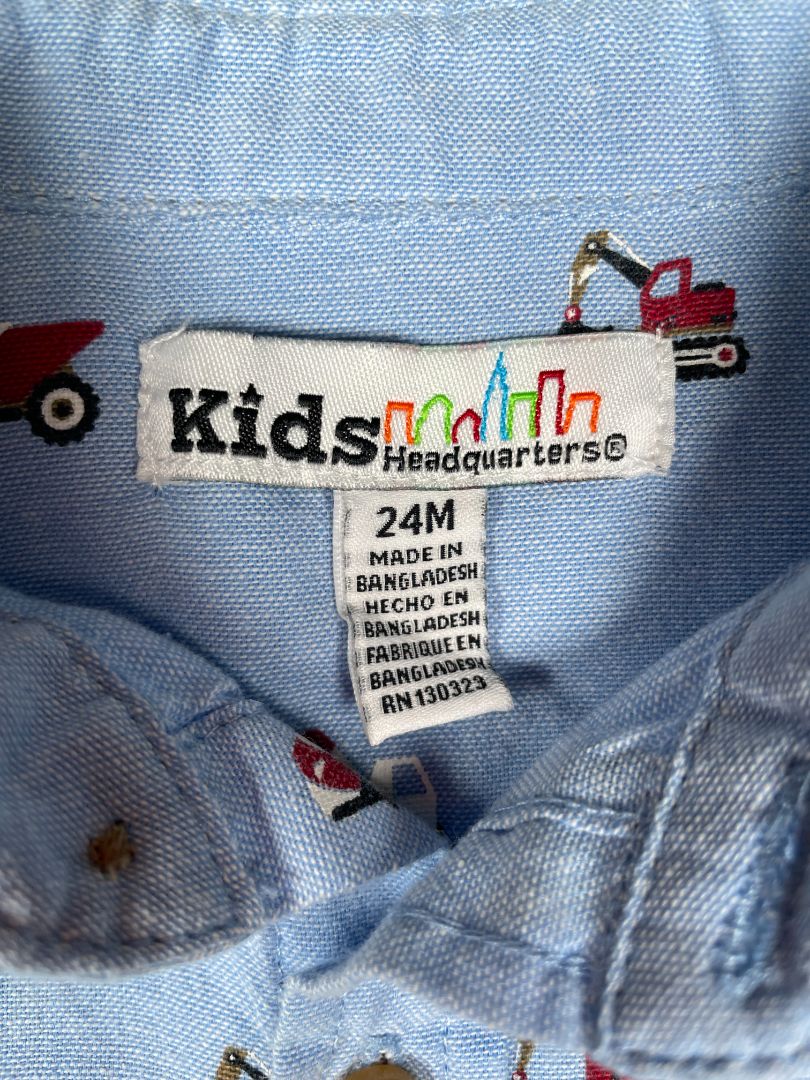 Kids
Headquarters®
24M
MADE IN
BANGLADESH
HECHO EN
BANGLADESH
FABRIQUE EN
BANGLADESH
RN 130323